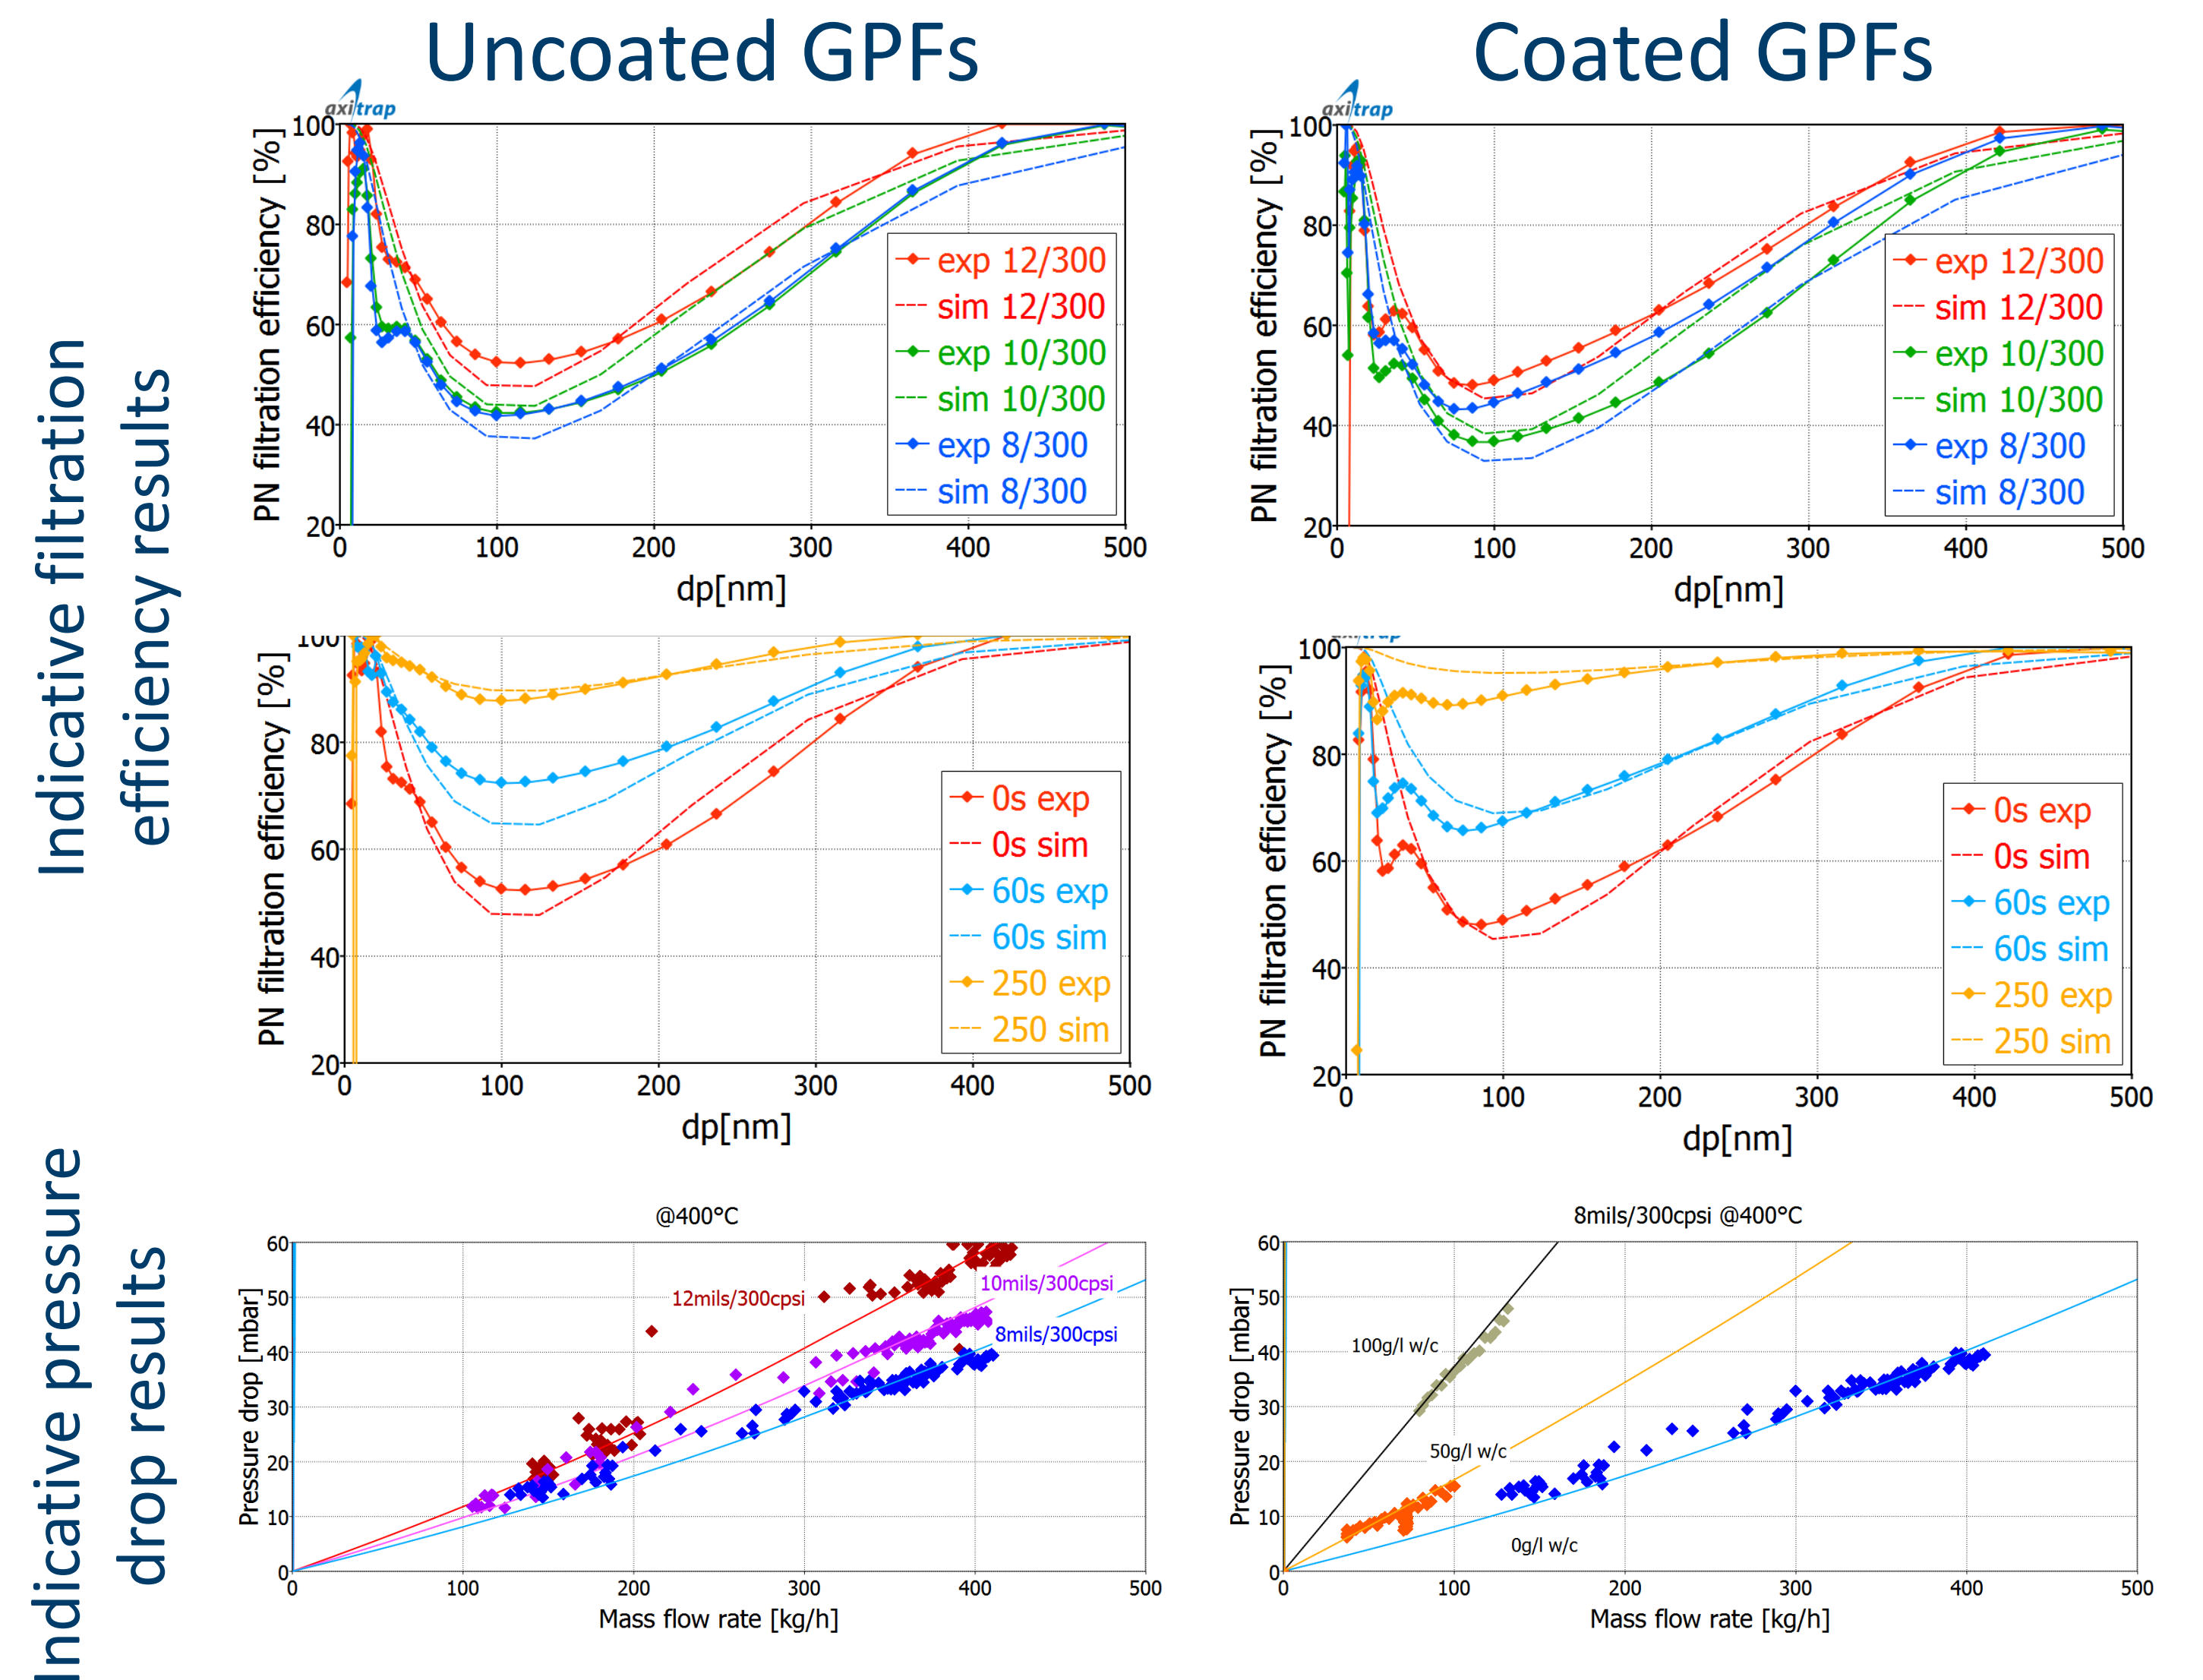 Uncoated GPFs
Coated GPFs
Indicative filtration
efficiency results
axitrap
PN filtration efficiency [%]
100
80
60
40
20
0
100
200
300
400
500
dp[nm]
exp 12/300
sim 12/300
exp 10/300
sim 10/300
exp 8/300
sim 8/300
axitrap
PN filtration efficiency [%]
100
80
60
40
20
0
100
200
300
400
500
dp[nm]
exp 12/300
sim 12/300
exp 10/300
sim 10/300
exp 8/300
sim 8/300
PN filtration efficiency [%]
100
80
60
40
20
0
100
200
300
400
500
dp[nm]
0s exp
0s sim
60s exp
60s sim
250 exp
250 sim
axitrap
PN filtration efficiency [%]
100
80
60
40
20
0
100
200
300
400
500
dp[nm]
0s exp
0s sim
60s exp
60s sim
250 exp
250 sim
Indicative pressure
drop results
@400°C
Pressure drop [mbar]
60
50
40
30
20
10
0
0
100
200
300
400
500
Mass flow rate [kg/h]
12mils/300cpsi
10mils/300cpsi
8mils/300cpsi
8mils/300cpsi @400°C
Pressure drop [mbar]
60
50
40
30
20
10
0
0
100
200
300
400
500
Mass flow rate [kg/h]
100g/l w/c
50g/l w/c
0g/l w/c